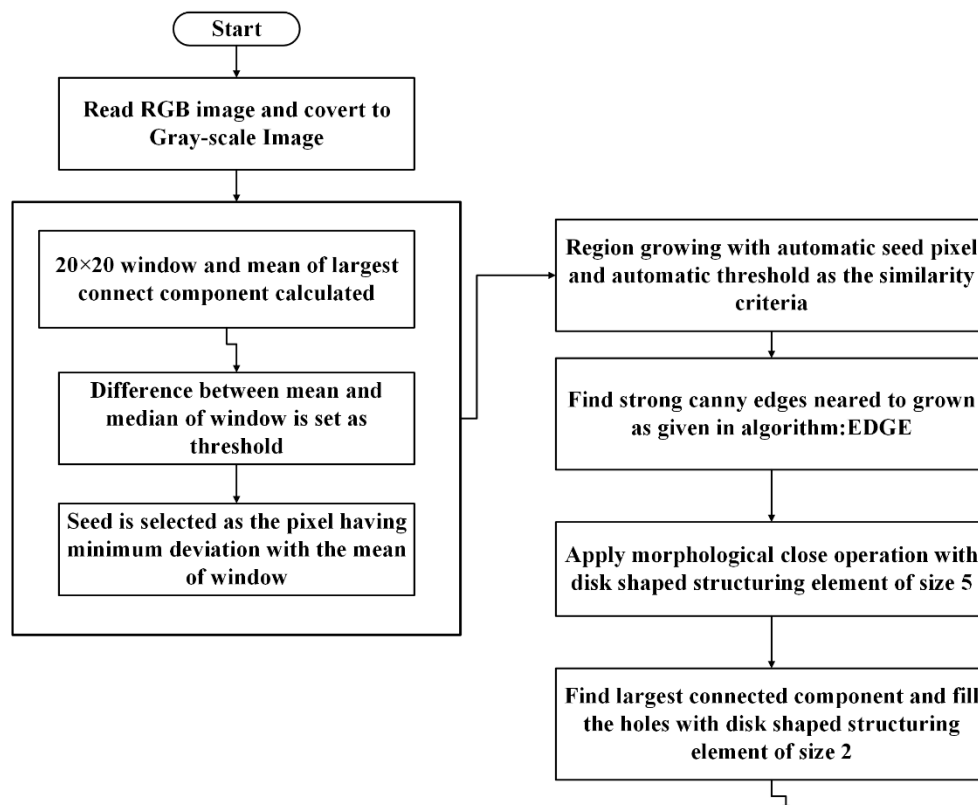 Start
Read RGB image and covert to
Gray-scale Image
20×20 window and mean of largest
connect component calculated
Difference between mean and
median of window is set as
threshold
Seed is selected as the pixel having
minimum deviation with the mean
of window
Region growing with automatic seed pixel
and automatic threshold as the similarity
criteria
Find strong canny edges neared to grown
as given in algorithm:EDGE
Apply morphological close operation with
disk shaped structuring element of size 5
Find largest connected component and fill
the holes with disk shaped structuring
element of size 2